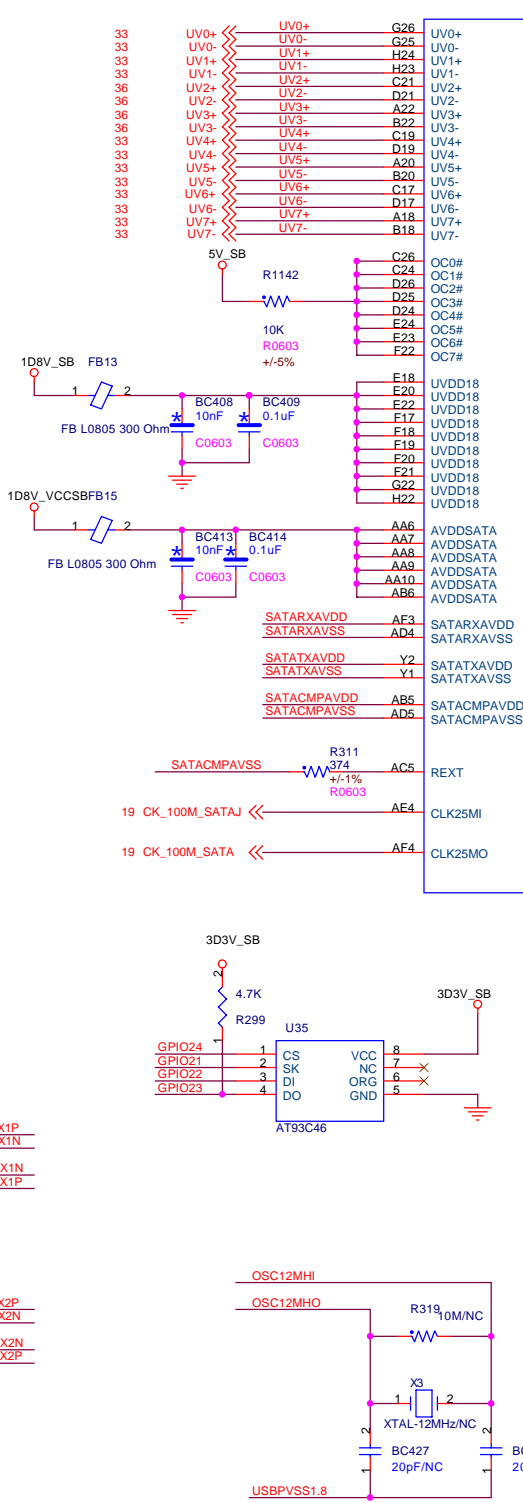 33 UV0+ UV0+ G26 UV0+
33 UV0- UV0- G25 UV0-
33 UV1+ UV1+ H24 UV1+
33 UV1- UV1- H23 UV1-
36 UV2+ UV2+ C21 UV2+
36 UV2- UV2- D21 UV2-
36 UV3+ UV3+ A22 UV3+
36 UV3- UV3- B22 UV3-
33 UV4+ UV4+ C19 UV4+
33 UV4- UV4- D19 UV4-
33 UV5+ UV5+ A20 UV5+
33 UV5- UV5- B20 UV5-
33 UV6+ UV6+ C17 UV6+
33 UV6- UV6- D17 UV6-
33 UV7+ UV7+ A18 UV7+
33 UV7- UV7- B18 UV7-
5V_SB
R1142
10K
R0603
+/-5%
C26 OC0#
C24 OC1#
D26 OC2#
D25 OC3#
D24 OC4#
E24 OC5#
E23 OC6#
F22 OC7#
1D8V_SB FB13
1 2
FB L0805 300 Ohm
BC408
10nF
C0603
BC409
0.1uF
C0603
E18 UVDD18
E20 UVDD18
E22 UVDD18
F17 UVDD18
F18 UVDD18
F19 UVDD18
F20 UVDD18
F21 UVDD18
G22 UVDD18
H22 UVDD18
1D8V_VCCSB FB15
1 2
FB L0805 300 Ohm
BC413
10nF
C0603
BC414
0.1uF
C0603
AA6 AVDDSATA
AA7 AVDDSATA
AA8 AVDDSATA
AA9 AVDDSATA
AA10 AVDDSATA
AB6 AVDDSATA
SATARXAVDD AF3 SATARXAVDD
SATARXAVSS AD4 SATARXAVSS
SATATXAVDD Y2 SATATXAVDD
SATATXAVSS Y1 SATATXAVSS
SATACMPAVDD AB5 SATACMPAVDD
SATACMPAVSS AD5 SATACMPAVSS
R311
374
+/-1%
R0603
SATACMPAVSS AC5 REXT
19 CK_100M_SATAJ AE4 CLK25MI
19 CK_100M_SATA AF4 CLK25MO
3D3V_SB
2
4.7K
R299
1
3D3V_SB
U35
GPIO24 1 CS VCC 8
GPIO21 2 SK NC 7
GPIO22 3 DI ORG 6
GPIO23 4 DO GND 5
AT93C46
X1P
X1N
X1N
X1P
OSC12MHI
OSC12MHO
X2P
X2N
X2N
X2P
R319 10M/NC
X3
1 2
XTAL-12MHz/NC
2 2
BC427 BC
20pF/NC 20
1 1
USBPVSS1.8